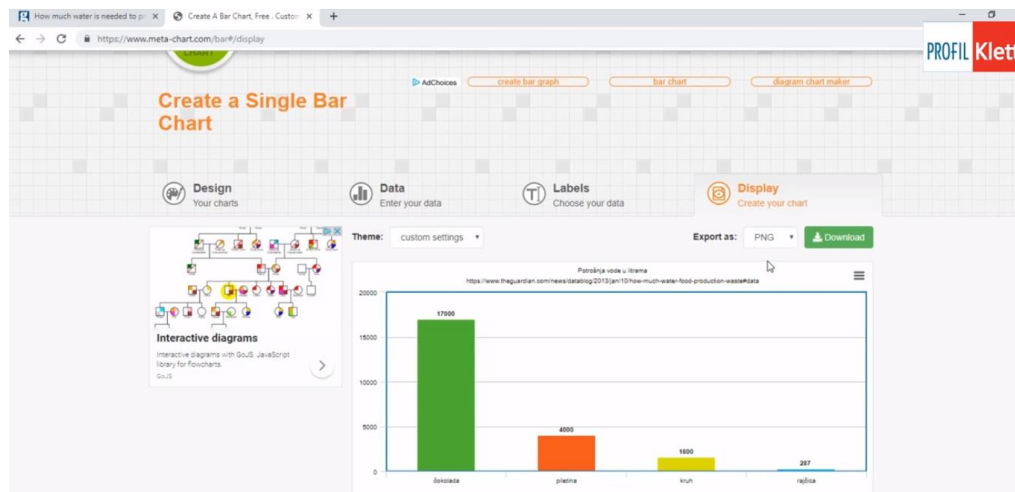 How much water is needed to pr
Create A Bar Chart, Free . Custom
https://www.meta-chart.com/bar#/display
PROFIL Klett
CHART
AdChoices
create bar graph
bar chart
diagram chart maker
Create a Single Bar
Chart
Design
Your charts
Data
Enter your data
Labels
Choose your data
Display
Create your chart
Theme:
custom settings
Export as:
PNG
Download
Interactive diagrams
Interactive diagrams with GoJS. JavaScript
library for flowcharts.
GoJS
Potrošnja vode u litrama
https://www.theguardian.com/news/datablog/2013/jan/10/how-much-water-food-production-waste#data
20000
15000
10000
5000
0
17000
4000
1600
287
čokolada
piletina
kruh
rajčica